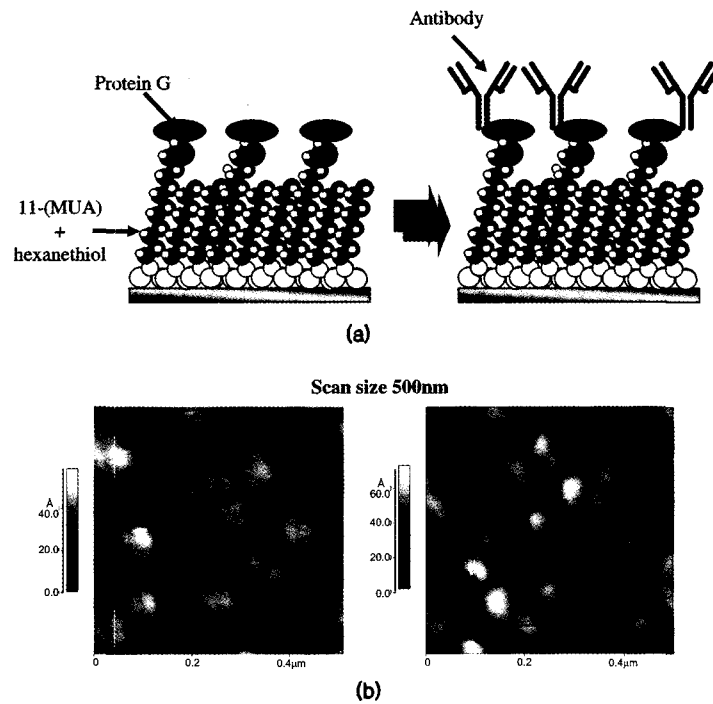 Antibody
Protein G
11-(MUA)
+
hexanethiol
(a)
Scan size 500nm
Å
40.0
20.0
0.0
0
0.2
0.4μm
Å
60.0
40.0
20.0
0.0
0
0.2
0.4μm
(b)